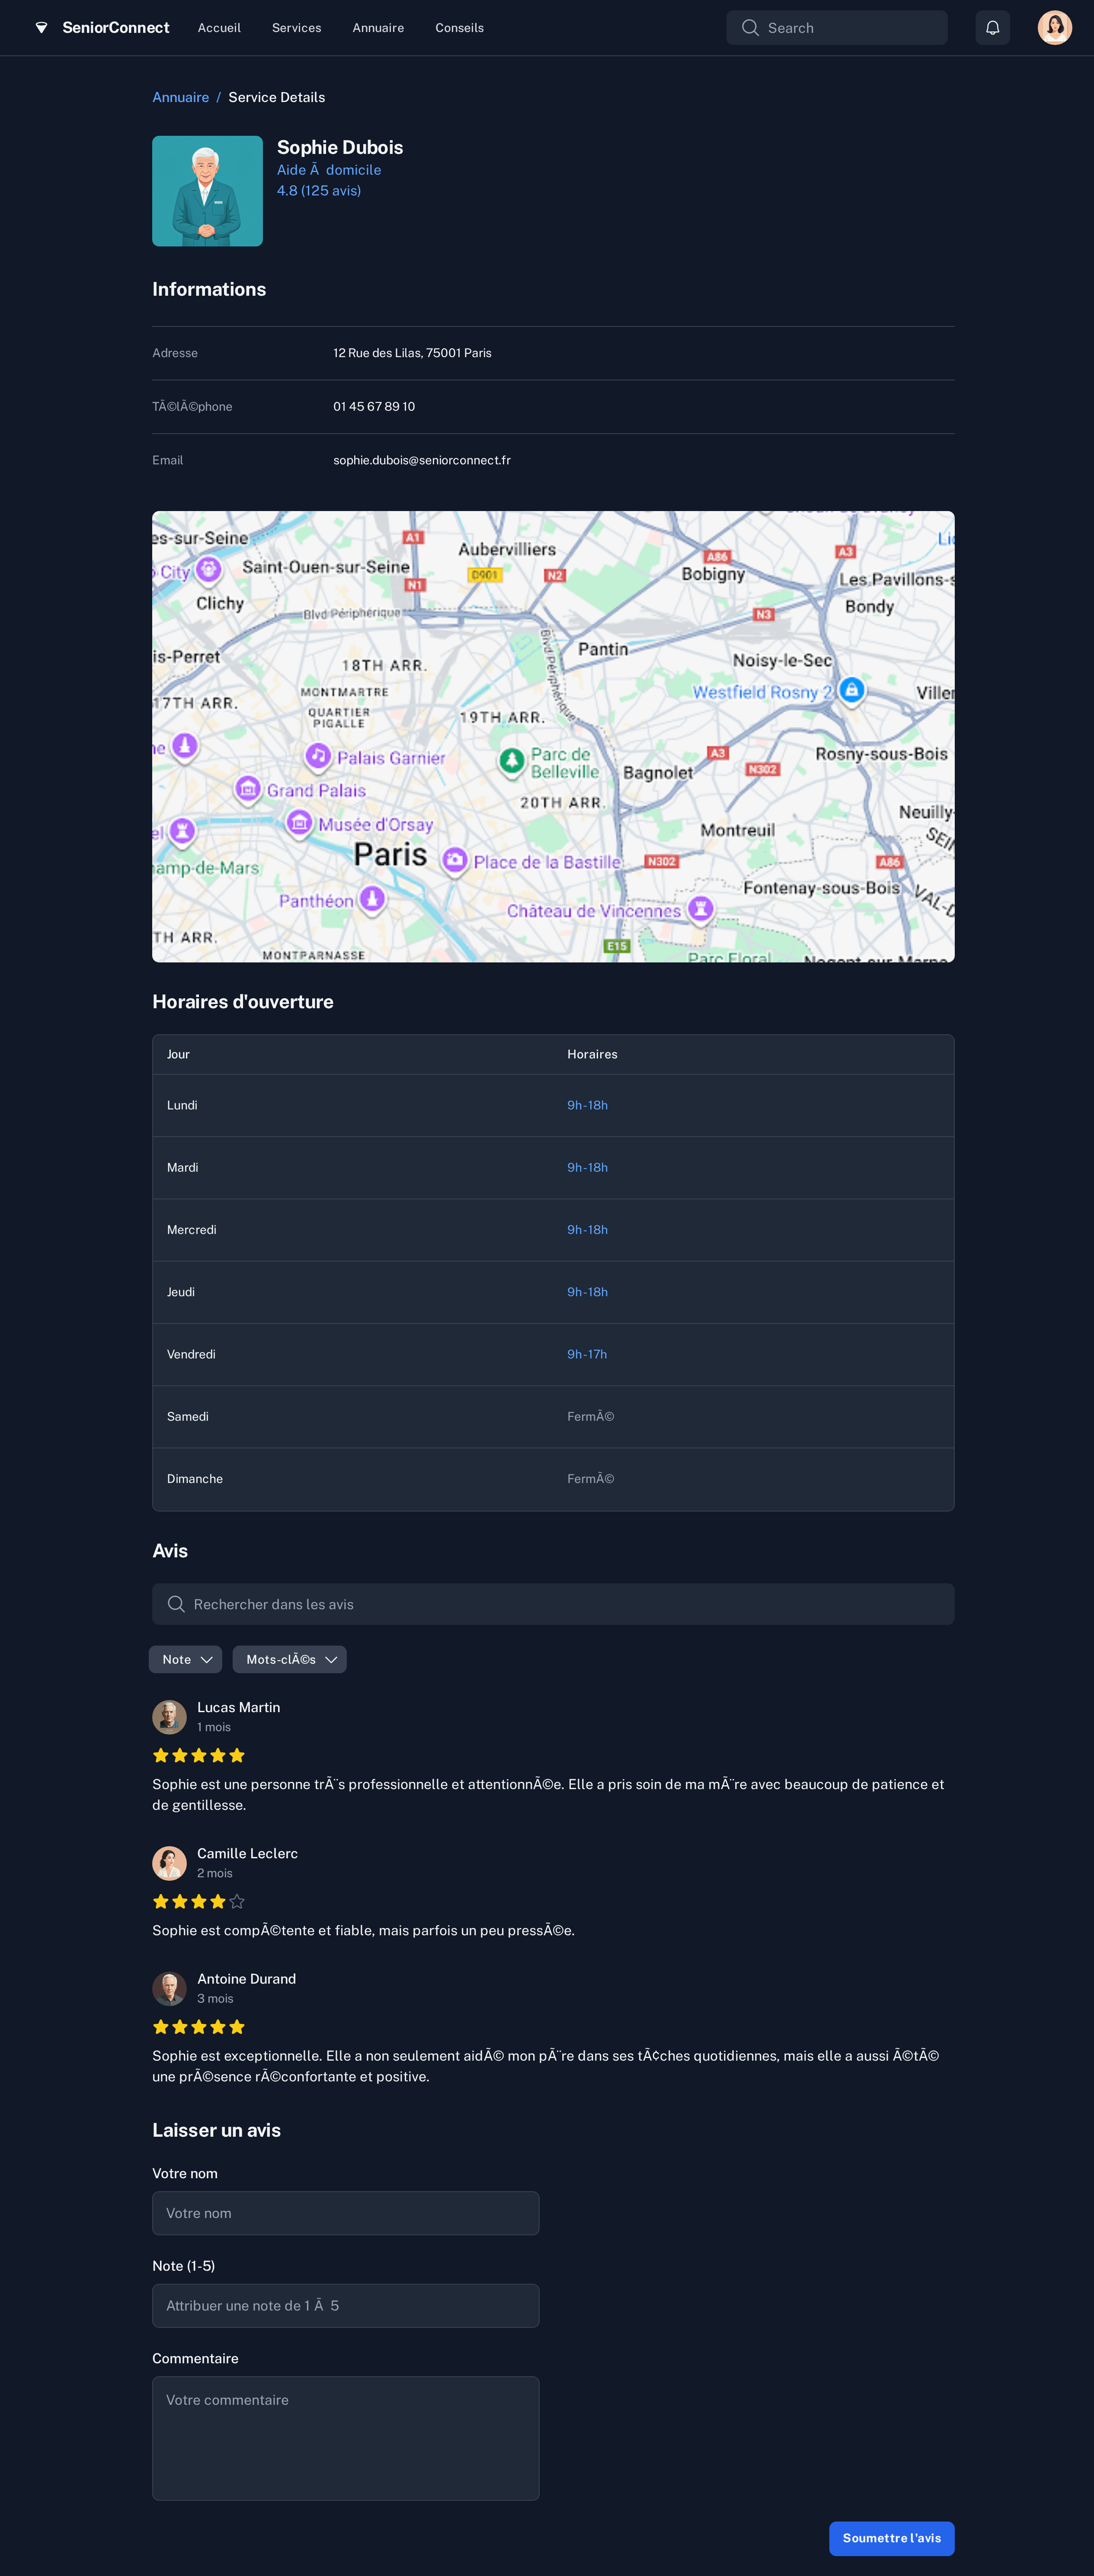 SeniorConnect Accueil Services Annuaire Conseils Search
Annuaire / Service Details
Sophie Dubois
Aide Ã  domicile
4.8 (125 avis)
Informations
Adresse 12 Rue des Lilas, 75001 Paris
TÃ©lÃ©phone 01 45 67 89 10
Email sophie.dubois@seniorconnect.fr
es-sur-Seine
A1
Aubervilliers
A86
A3
City
Saint-Ouen-sur-Seine
D901
N2
Bobigny
Les Pavillons-s
N1
Clichy
Blvd Périphérique
N3
Bondy
Blvd Périphérique
is-Perret
18TH ARR.
Pantin
Noisy-le-Sec
17TH ARR.
MONTMARTRE
QUARTIER
PIGALLE
19TH ARR.
Westfield Rosny 2
Viller
Palais Garnier
Parc de
Belleville
A3
Rosny-sous-Bois
Bagnolet
N302
Grand Palais
20TH ARR.
Neuilly-
Musée d'Orsay
Montreuil
SEIN
Paris
Place de la Bastille
N302
A86
amp-de-Mars
Fontenay-sous-Bois
VAL-D
Panthéon
Château de Vincennes
TH ARR.
E15
MONTPARNASSE
Parc Floral
Nogent-sur-Marne
Horaires d'ouverture
Jour Horaires
Lundi 9h-18h
Mardi 9h-18h
Mercredi 9h-18h
Jeudi 9h-18h
Vendredi 9h-17h
Samedi FermÃ©
Dimanche FermÃ©
Avis
Rechercher dans les avis
Note Mots-clÃ©s
Lucas Martin
1 mois
Sophie est une personne trÃ¨s professionnelle et attentionnÃ©e. Elle a pris soin de ma mÃ¨re avec beaucoup de patience et
de gentillesse.
Camille Leclerc
2 mois
Sophie est compÃ©tente et fiable, mais parfois un peu pressÃ©e.
Antoine Durand
3 mois
Sophie est exceptionnelle. Elle a non seulement aidÃ© mon pÃ¨re dans ses tÃ¢ches quotidiennes, mais elle a aussi Ã©tÃ©
une prÃ©sence rÃ©confortante et positive.
Laisser un avis
Votre nom
Votre nom
Note (1-5)
Attribuer une note de 1 Ã  5
Commentaire
Votre commentaire
Soumettre l'avis